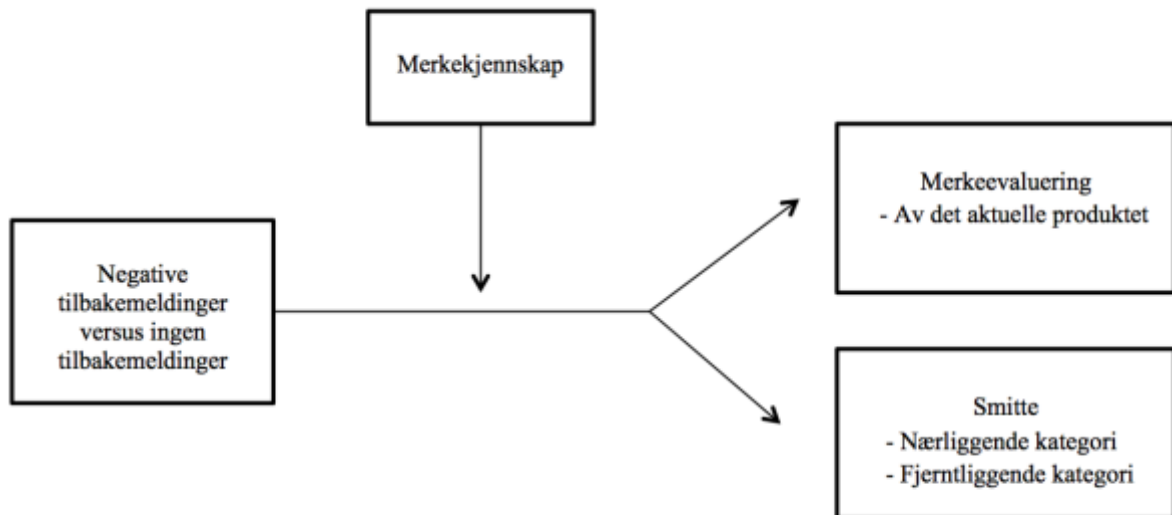 Merkekjennskap
Merkeevaluering
- Av det aktuelle produktet
Negative
tilbakemeldinger
versus ingen
tilbakemeldinger
Smitte
- Nærliggende kategori
- Fjerntliggende kategori